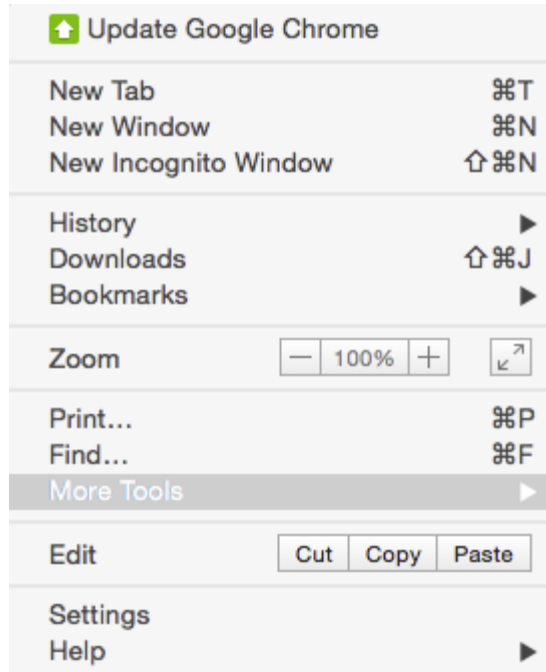 Update Google Chrome
New Tab ⌘T
New Window ⌘N
New Incognito Window ⇧⌘N
History ▶
Downloads ⇧⌘J
Bookmarks ▶
Zoom — 100% +
Print... ⌘P
Find... ⌘F
More Tools ▶
Edit Cut Copy Paste
Settings
Help ▶